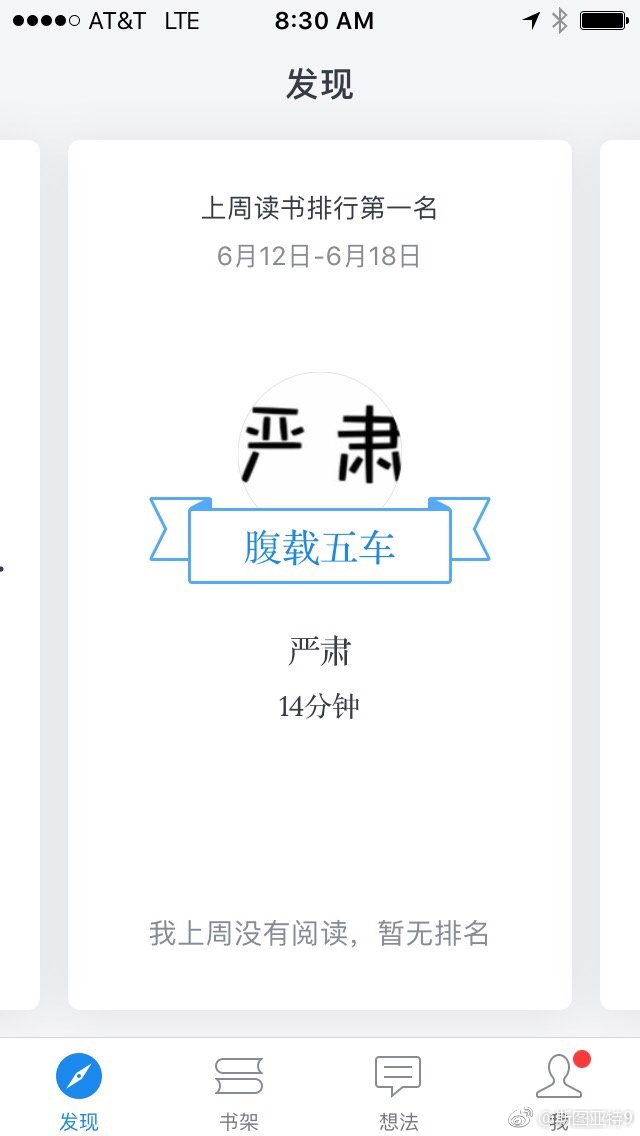 AT&T LTE 8:30 AM
发现
上周读书排行第一名
6月12日-6月18日
严肃
腹载五车
严肃
14分钟
我上周没有阅读，暂无排名
发现 书架 想法 我